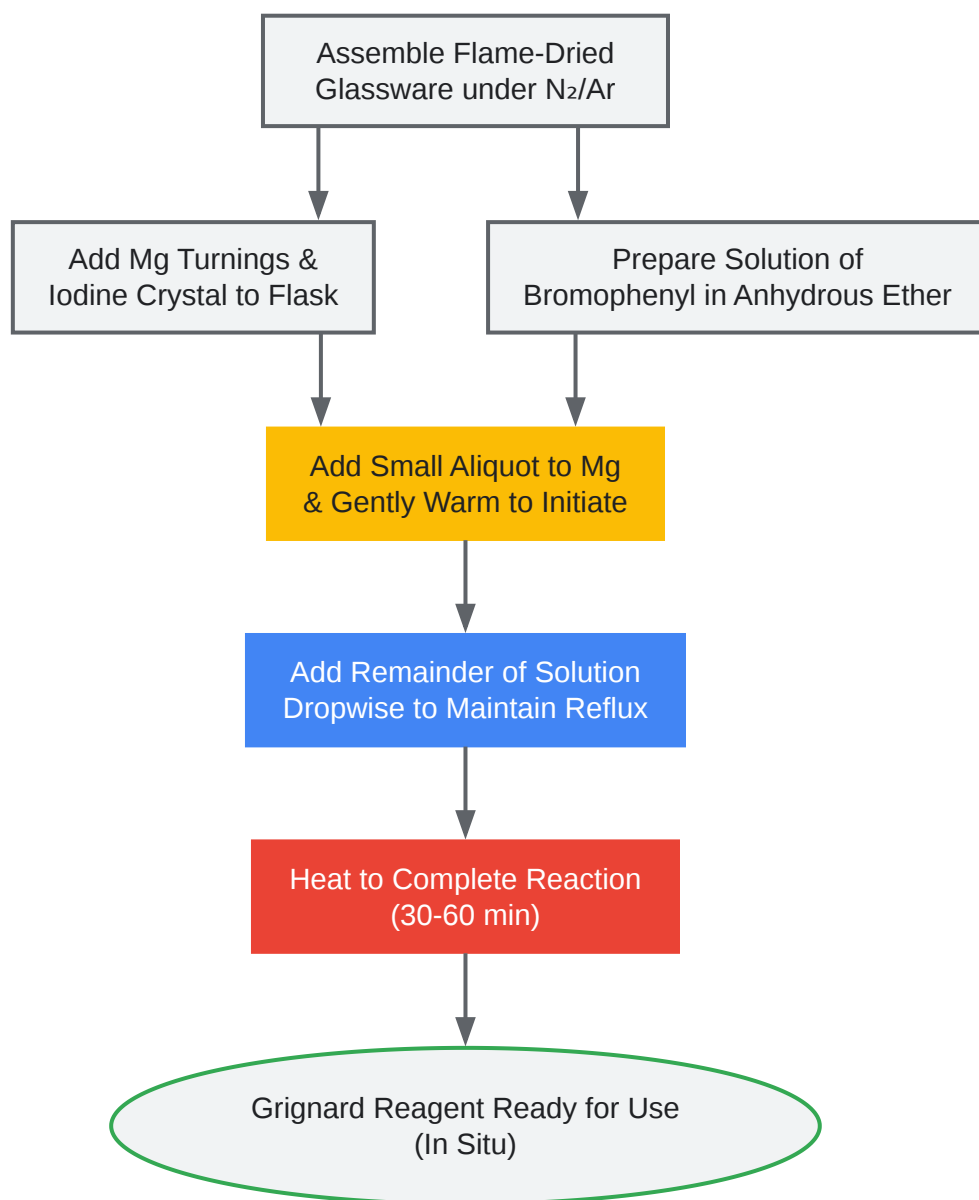 Assemble Flame-Dried
Glassware under N₂/Ar
Add Mg Turnings &
Iodine Crystal to Flask
Prepare Solution of
Bromophenyl in Anhydrous Ether
Add Small Aliquot to Mg
& Gently Warm to Initiate
Add Remainder of Solution
Dropwise to Maintain Reflux
Heat to Complete Reaction
(30-60 min)
Grignard Reagent Ready for Use
(In Situ)